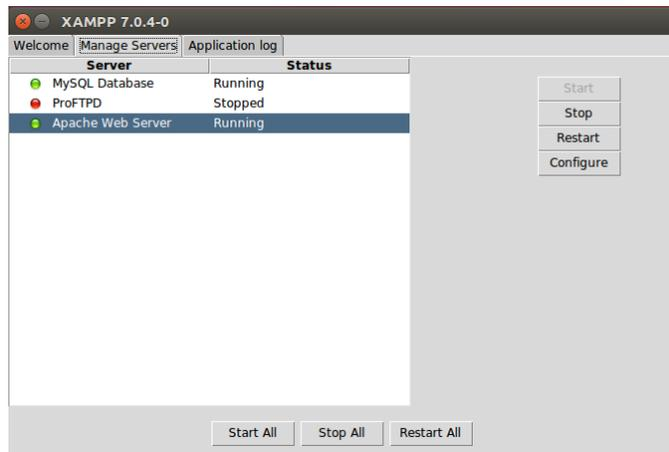 XAMPP 7.0.4-0
Welcome Manage Servers Application log
Server Status
MySQL Database Running
ProFTPD Stopped
Apache Web Server Running
Start
Stop
Restart
Configure
Start All Stop All Restart All